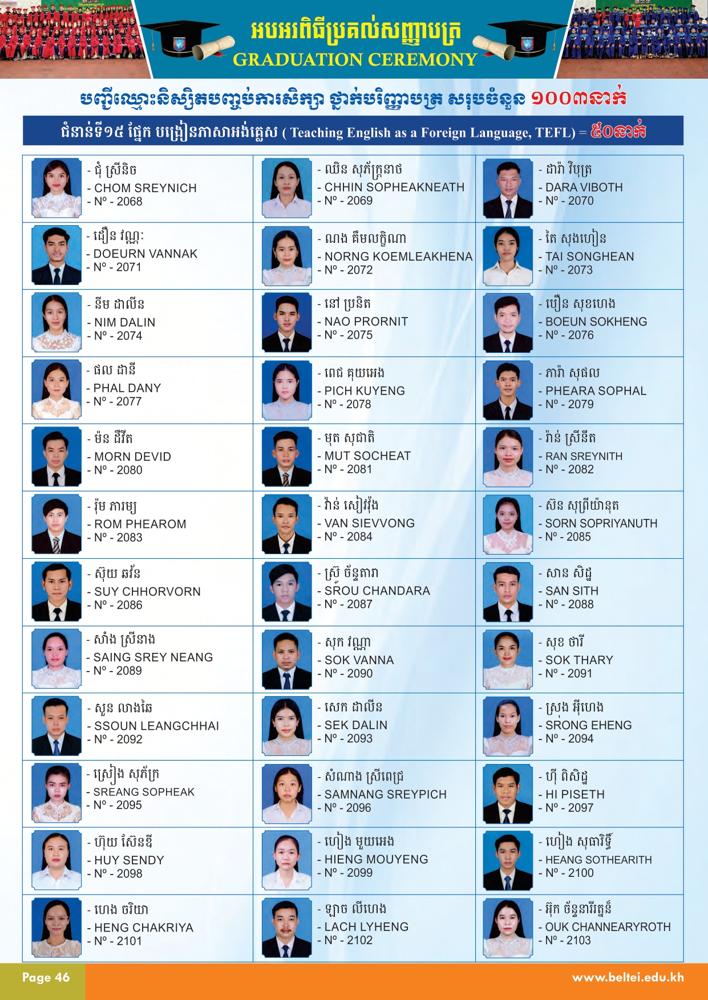 អបអរពិធីប្រគល់សញ្ញាបត្រ
GRADUATION CEREMONY
បញ្ជីឈ្មោះនិស្សិតបញ្ចប់ការសិក្សា ថ្នាក់បរិញ្ញាបត្រ សរុបចំនួន ១០០៣នាក់
ជំនាន់ទី១៥ ផ្នែក បង្រៀនភាសាអង់គ្លេស ( Teaching English as a Foreign Language, TEFL) = ៥០នាក់
- ជុំ ស្រីនិច
- CHOM SREYNICH
- Nº - 2068
- ឈិន សុភ័ក្ត្រនាថ
- CHHIN SOPHEAKNEATH
- Nº - 2069
- ដារ៉ា វិបុត្រ
- DARA VIBOTH
- Nº - 2070
- ជឿន វណ្ណៈ
- DOEURN VANNAK
- Nº - 2071
- ណង គឹមលក្ខិណា
- NORNG KOEMLEAKHENA
- Nº - 2072
- តៃ សុងហៀន
- TAI SONGHEAN
- Nº - 2073
- នីម ដាលីន
- NIM DALIN
- Nº - 2074
- នៅ ប្រនិត
- NAO PRORNIT
- Nº - 2075
- បឿន សុខហេង
- BOEUN SOKHENG
- Nº - 2076
- ផល ដានី
- PHAL DANY
- Nº - 2077
- ពេជ គុយអេង
- PICH KUYENG
- Nº - 2078
- ភារ៉ា សុផល
- PHEARA SOPHAL
- Nº - 2079
- ម៉ន ដីវីត
- MORN DEVID
- Nº - 2080
- មុត សុជាតិ
- MUT SOCHEAT
- Nº - 2081
- រ៉ាន់ ស្រីនីត
- RAN SREYNITH
- Nº - 2082
- រ៉ុម ភារម្យ
- ROM PHEAROM
- Nº - 2083
- វ៉ាន់ សៀវវ៉ុង
- VAN SIEVVONG
- Nº - 2084
- ស៊ន សុព្រីយ៉ានុត
- SORN SOPRIYANUTH
- Nº - 2085
- ស៊ុយ ឆវ័ន
- SUY CHHORVORN
- Nº - 2086
- ស្រ៊ូ ច័ន្ទតារា
- SROU CHANDARA
- Nº - 2087
- សាន សិដ្ឋ
- SAN SITH
- Nº - 2088
- សាំង ស្រីនាង
- SAING SREY NEANG
- Nº - 2089
- សុក វណ្ណា
- SOK VANNA
- Nº - 2090
- សុខ ថារី
- SOK THARY
- Nº - 2091
- សួន លាងឆៃ
- SSOUN LEANGCHHAI
- Nº - 2092
- សេក ដាលីន
- SEK DALIN
- Nº - 2093
- ស្រុង អ៊ីហេង
- SRONG EHENG
- Nº - 2094
- ស្រៀង សុភ័ក្រ
- SREANG SOPHEAK
- Nº - 2095
- សំណាង ស្រីពេជ្រ
- SAMNANG SREYPICH
- Nº - 2096
- ហ៊ី ពិសិដ្ឋ
- HI PISETH
- Nº - 2097
- ហ៊ុយ ស៊ែនឌី
- HUY SENDY
- Nº - 2098
- ហៀង មួយអេង
- HIENG MOUYENG
- Nº - 2099
- ហៀង សុធារិទ្ធិ៍
- HEANG SOTHEARITH
- Nº - 2100
- ហេង ចរិយា
- HENG CHAKRIYA
- Nº - 2101
- ឡាច លីហេង
- LACH LYHENG
- Nº - 2102
- អ៊ុក ច័ន្ទនារីរត្នន៍
- OUK CHANNEARYROTH
- Nº - 2103
Page 46
www.beltei.edu.kh